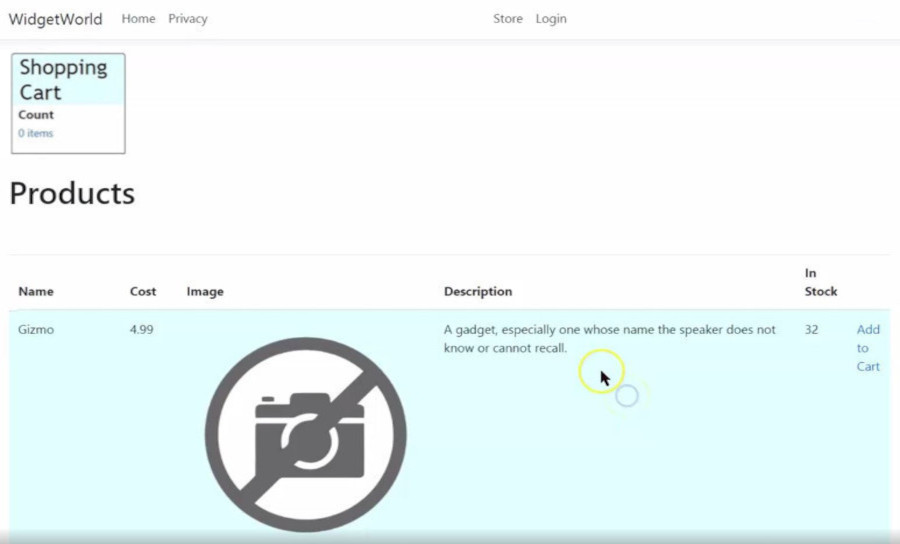 WidgetWorld Home Privacy Store Login
Shopping
Cart
Count
0 items
Products
In
Name Cost Image Description Stock
Gizmo 4.99 A gadget, especially one whose name the speaker does not 32 Add
know or cannot recall. to
Cart